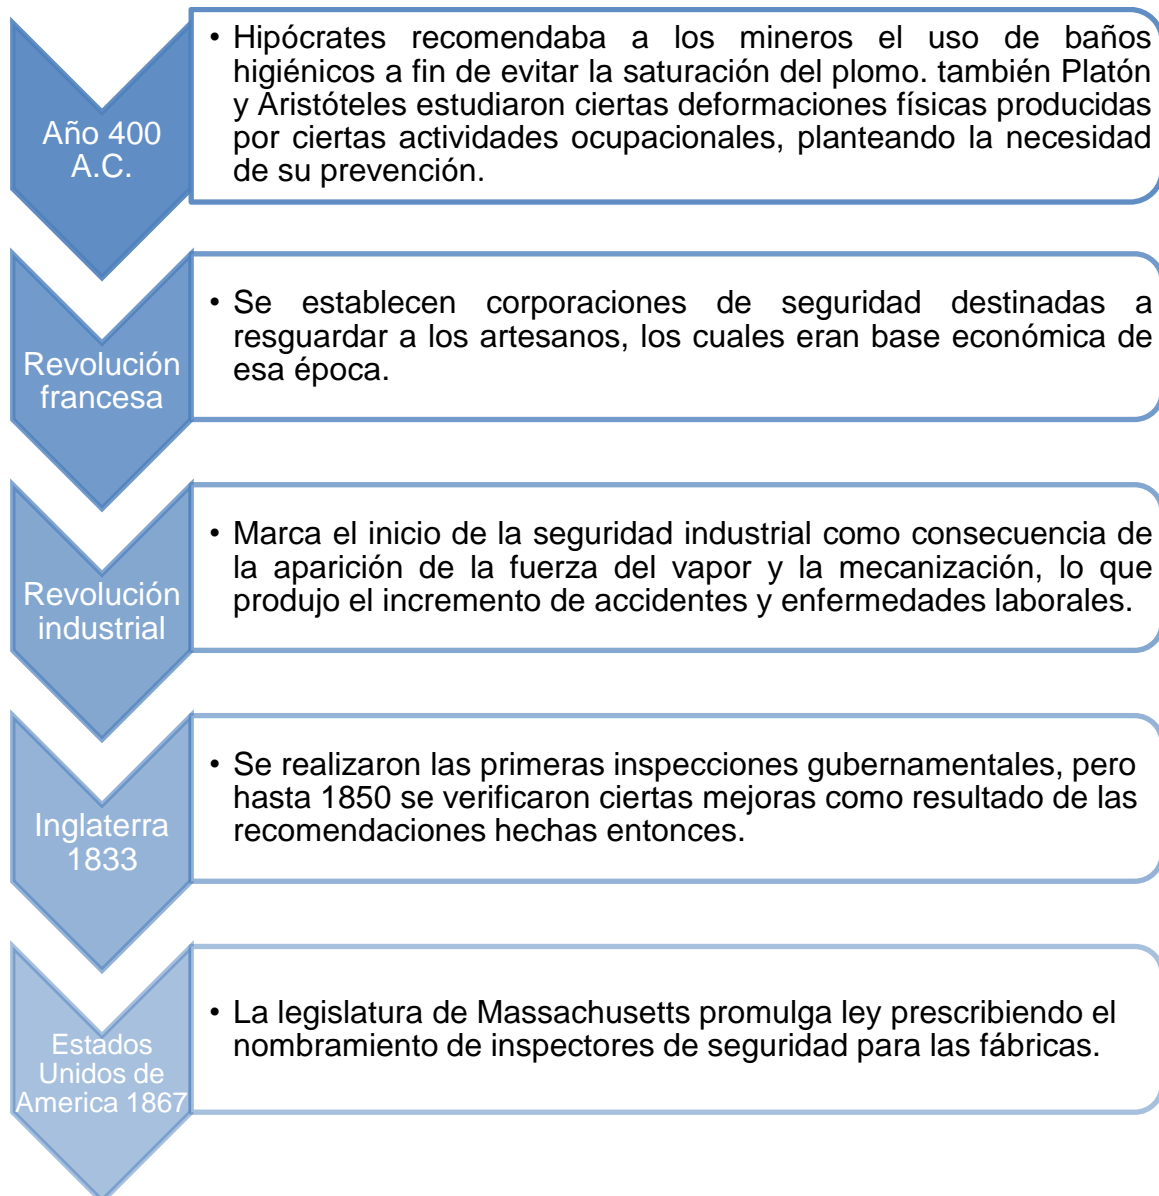 Año 400
A.C.
• Hipócrates recomendaba a los mineros el uso de baños
higiénicos a fin de evitar la saturación del plomo. también Platón
y Aristóteles estudiaron ciertas deformaciones físicas producidas
por ciertas actividades ocupacionales, planteando la necesidad
de su prevención.
Revolución
francesa
• Se establecen corporaciones de seguridad destinadas a
resguardar a los artesanos, los cuales eran base económica de
esa época.
Revolución
industrial
• Marca el inicio de la seguridad industrial como consecuencia de
la aparición de la fuerza del vapor y la mecanización, lo que
produjo el incremento de accidentes y enfermedades laborales.
Inglaterra
1833
• Se realizaron las primeras inspecciones gubernamentales, pero
hasta 1850 se verificaron ciertas mejoras como resultado de las
recomendaciones hechas entonces.
Estados
Unidos de
America 1867
• La legislatura de Massachusetts promulga ley prescribiendo el
nombramiento de inspectores de seguridad para las fábricas.